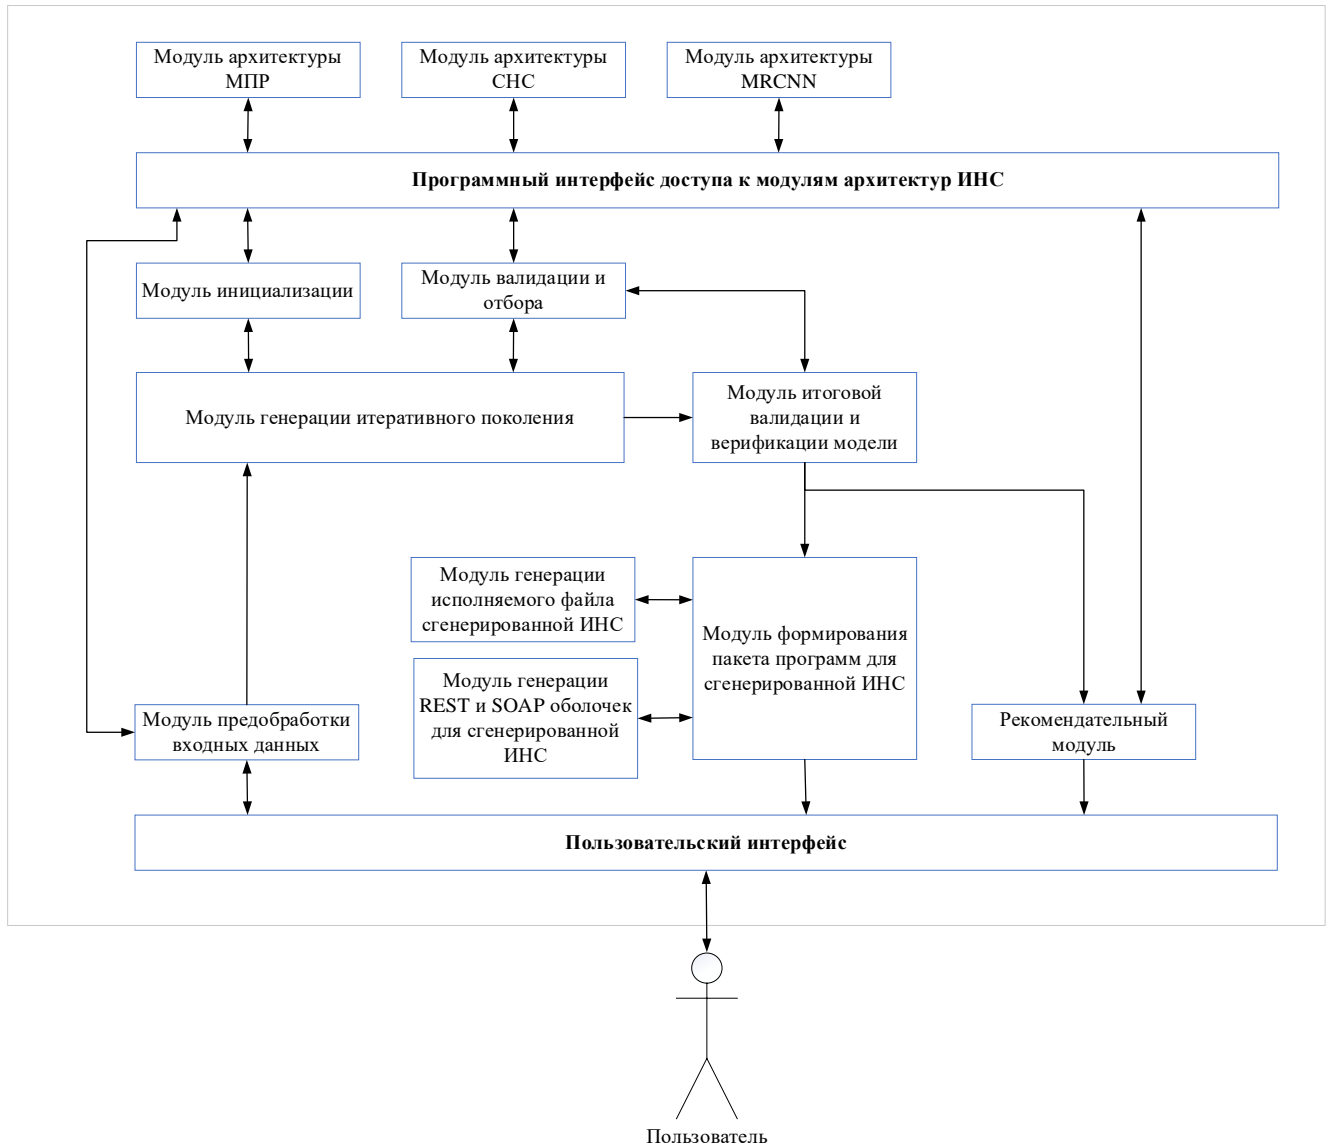 Модуль архитектуры
МПР
Модуль архитектуры
СНС
Модуль архитектуры
MRCNN
Программный интерфейс доступа к модулям архитектур ИНС
Модуль инициализации
Модуль валидации и
отбора
Модуль генерации итеративного поколения
Модуль итоговой
валидации и
верификации модели
Модуль генерации
исполняемого файла
сгенерированной ИНС
Модуль формирования
пакета программ для
сгенерированной ИНС
Модуль генерации
REST и SOAP оболочек
для сгенерированной
ИНС
Модуль предобработки
входных данных
Рекомендательный
модуль
Пользовательский интерфейс
Пользователь